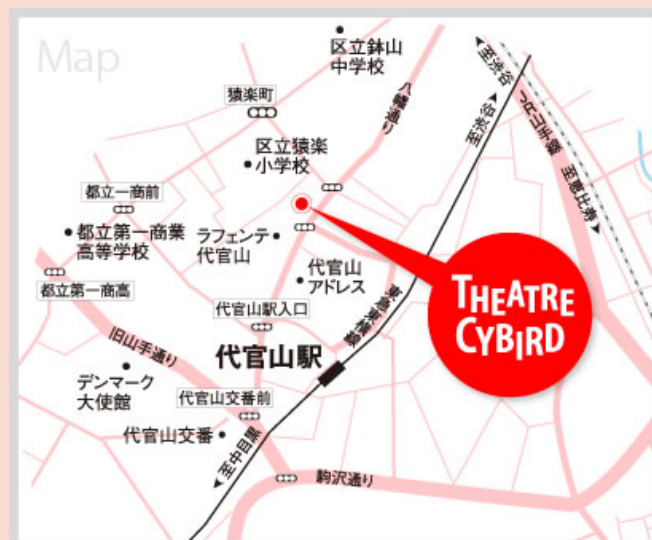 Map
区立鉢山
中学校
猿楽町
八幡通り
至渋谷
至渋谷
JR山手線
至恵比寿
区立猿楽
小学校
都立一商前
都立第一商業
高等学校
ラフェンテ
代官山
都立第一商高
代官山
アドレス
東急東横線
THEATRE
CYBIRD
代官山駅入口
旧山手通り
代官山駅
デンマーク
大使館
代官山交番前
代官山交番
至中目黒
駒沢通り